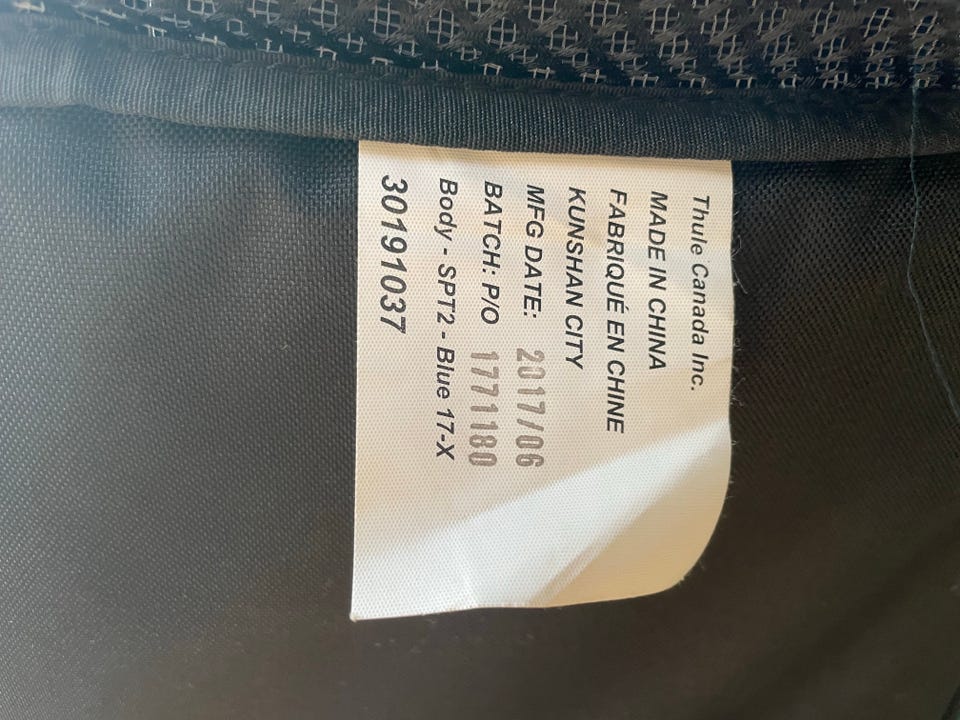 Thule Canada Inc.
MADE IN CHINA
FABRIQUÉ EN CHINE
KUNSHAN CITY
MFG DATE: 2017/06
BATCH: P/O 1771180
Body - SPT2 - Blue 17-X
30191037